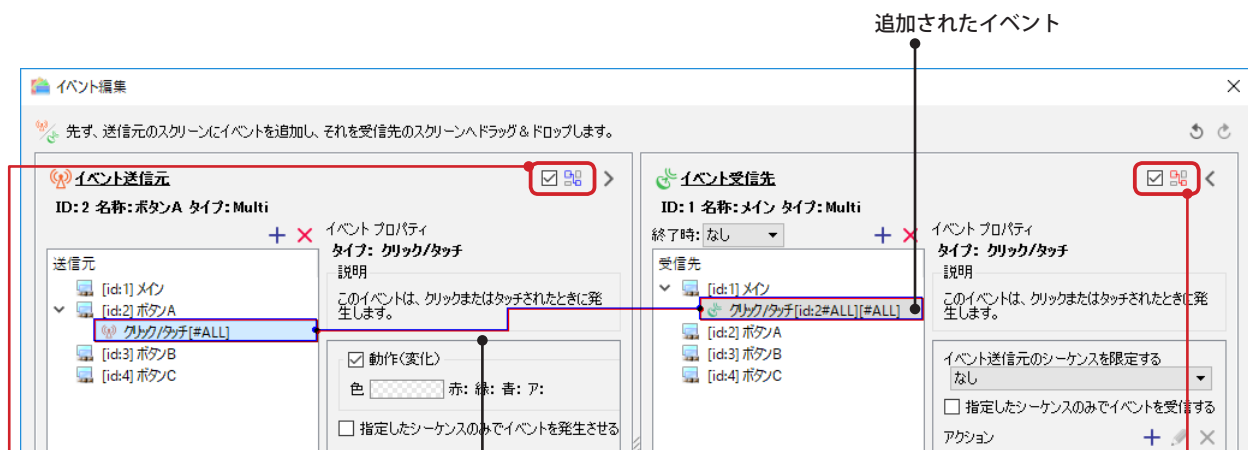 追加されたイベント
イベント編集
先ず、送信元のスクリーンにイベントを追加し、それを受信先のスクリーンへドラッグ&ドロップします。
イベント送信元
ID:2 名称:ボタンA タイプ:Multi
送信元
[id:1] メイン
[id:2] ボタンA
クリック/タッチ[#ALL]
[id:3] ボタンB
[id:4] ボタンC
イベント プロパティ
タイプ: クリック/タッチ
説明
このイベントは、クリックまたはタッチされたときに発
生します。
動作(変化)
色 赤: 緑: 青: ア:
指定したシーケンスのみでイベントを発生させる
イベント受信先
ID:1 名称:メイン タイプ:Multi
終了時: なし
受信先
[id:1] メイン
クリック/タッチ[id:2#ALL][#ALL]
[id:2] ボタンA
[id:3] ボタンB
[id:4] ボタンC
イベント プロパティ
タイプ: クリック/タッチ
説明
このイベントは、クリックまたはタッチされたときに発
生します。
イベント送信元のシーケンスを限定する
なし
指定したシーケンスのみでイベントを受信する
アクション